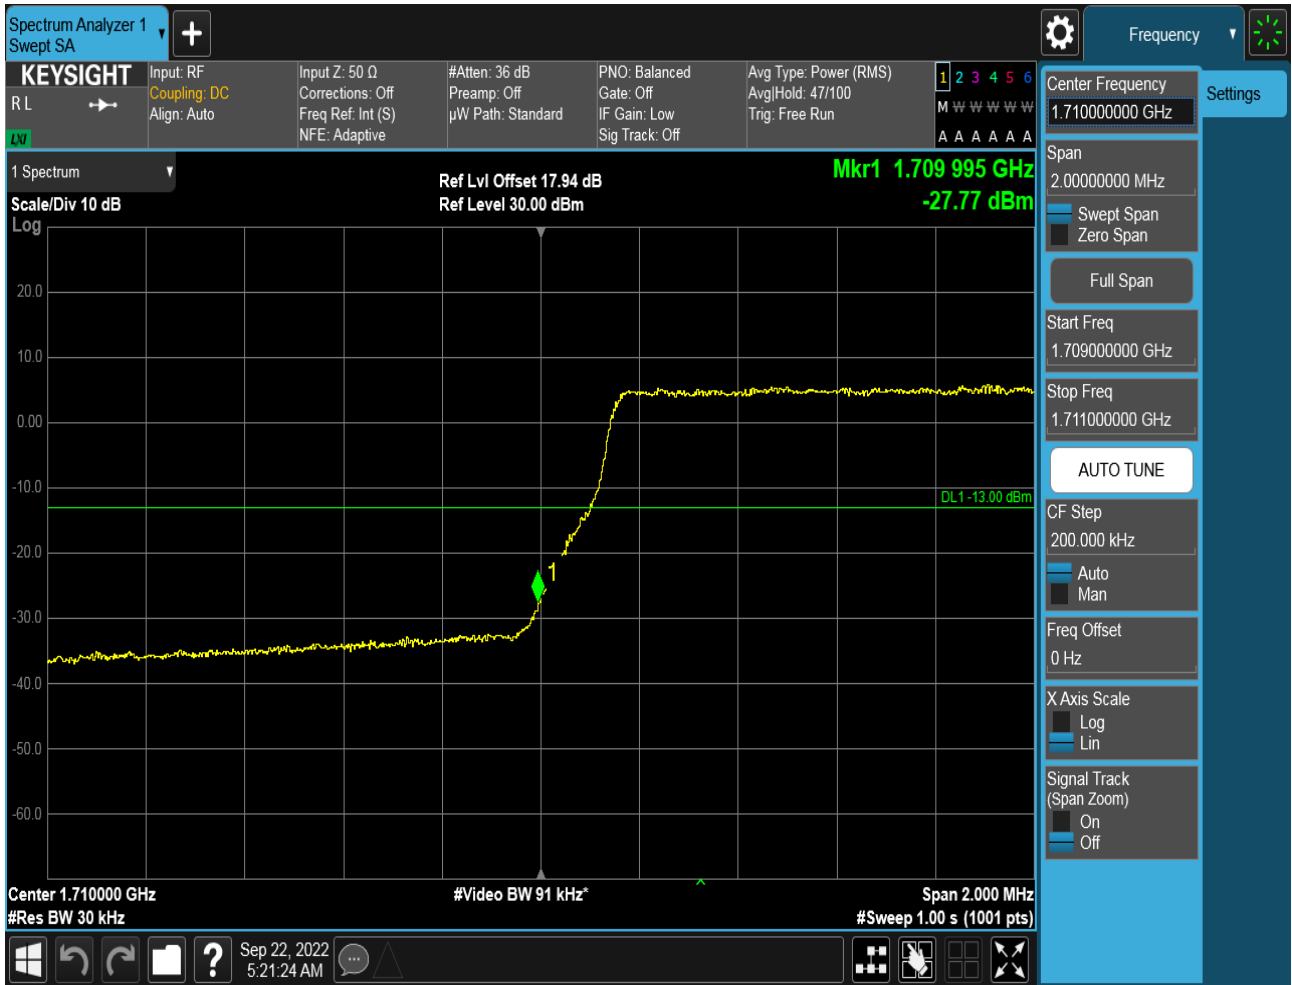 Spectrum Analyzer 1
Swept SA
Frequency
KEYSIGHT
R L
LXI
Input: RF
Coupling: DC
Align: Auto
Input Z: 50 Ω
Corrections: Off
Freq Ref: Int (S)
NFE: Adaptive
#Atten: 36 dB
Preamp: Off
µW Path: Standard
PNO: Balanced
Gate: Off
IF Gain: Low
Sig Track: Off
Avg Type: Power (RMS)
Avg|Hold: 47/100
Trig: Free Run
1 2 3 4 5 6
M W W W W W
A A A A A A
1 Spectrum
Scale/Div 10 dB
Log
Ref Lvl Offset 17.94 dB
Ref Level 30.00 dBm
Mkr1 1.709 995 GHz
-27.77 dBm
20.0
10.0
0.00
-10.0
-20.0
-30.0
-40.0
-50.0
-60.0
DL1 -13.00 dBm
1
Center 1.710000 GHz
#Res BW 30 kHz
#Video BW 91 kHz*
Span 2.000 MHz
#Sweep 1.00 s (1001 pts)
Center Frequency
1.710000000 GHz
Settings
Span
2.00000000 MHz
Swept Span
Zero Span
Full Span
Start Freq
1.709000000 GHz
Stop Freq
1.711000000 GHz
AUTO TUNE
CF Step
200.000 kHz
Auto
Man
Freq Offset
0 Hz
X Axis Scale
Log
Lin
Signal Track
(Span Zoom)
On
Off
?
Sep 22, 2022
5:21:24 AM